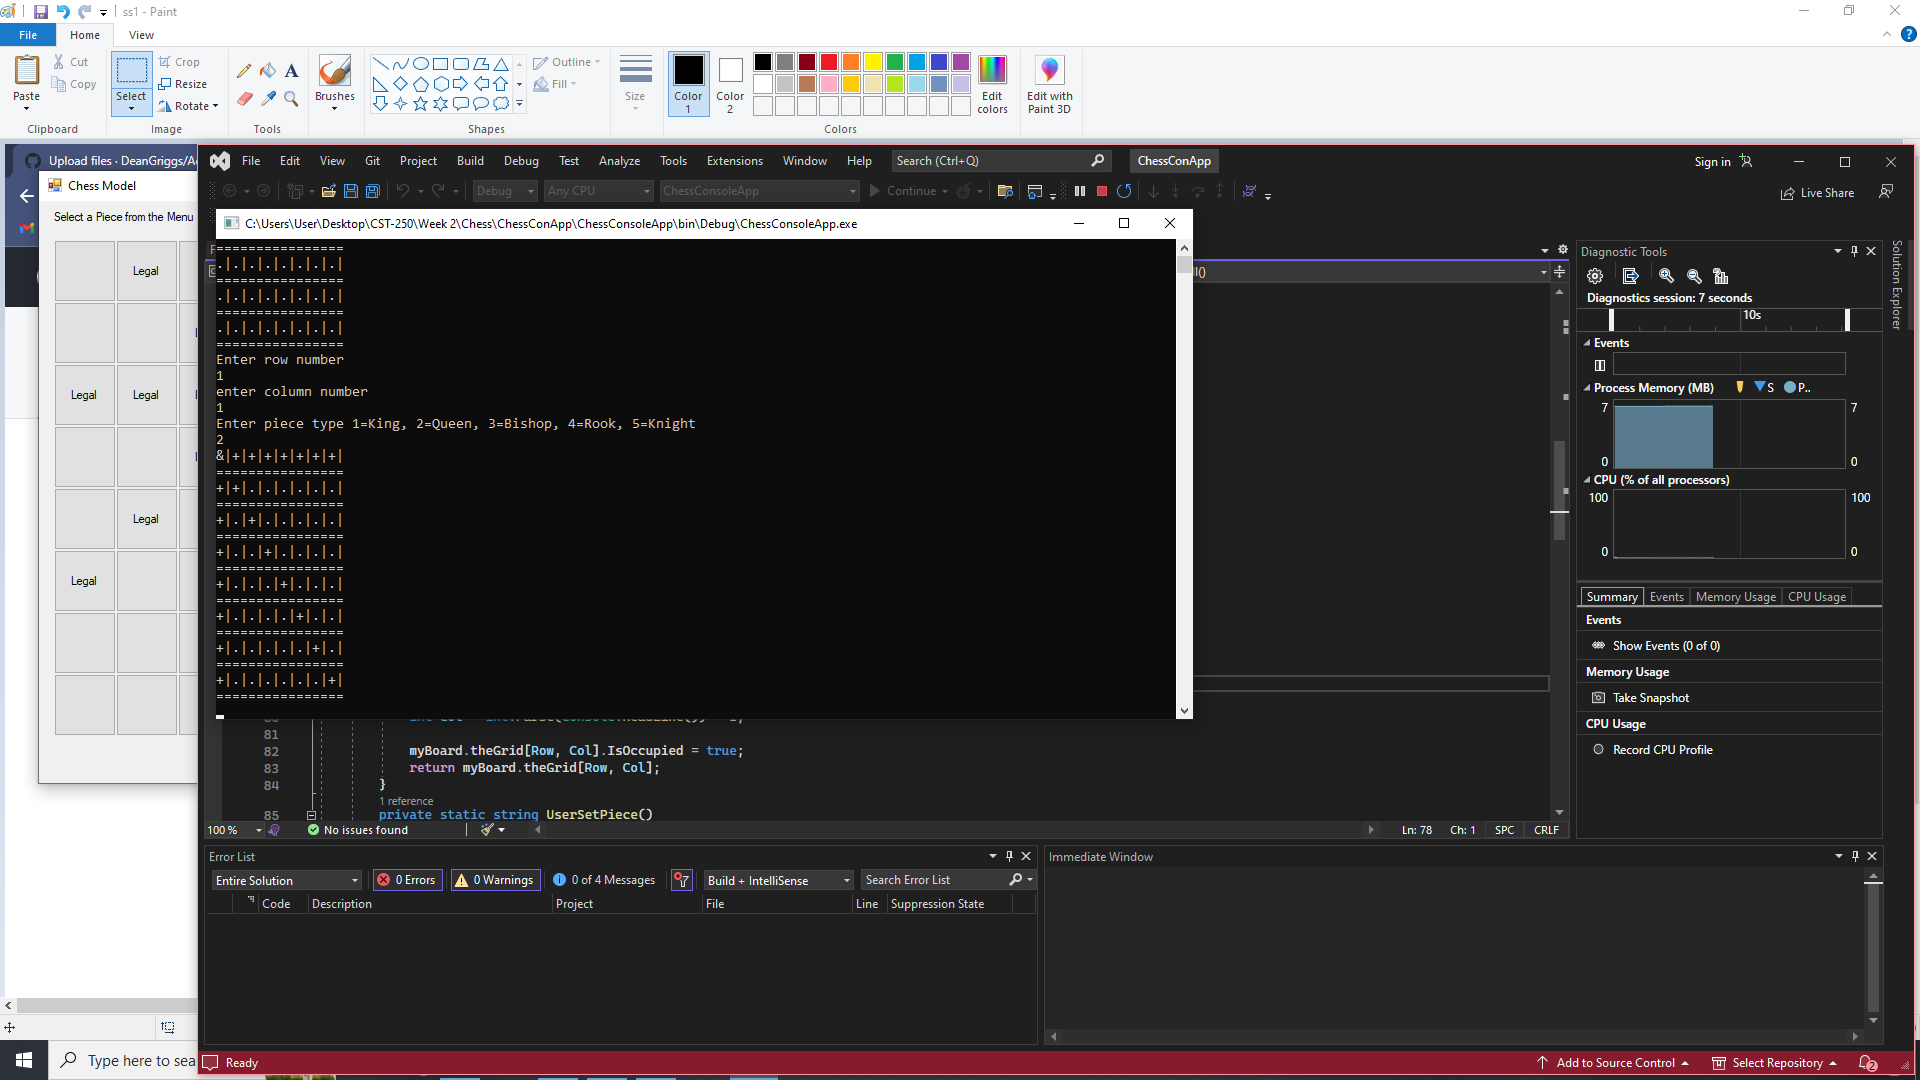 ss1 - Paint
File Home View
Paste
Cut
Copy
Clipboard
Select
Crop
Resize
Rotate
Image
Tools
Brushes
Shapes
Outline
Fill
Size
Color 1
Color 2
Edit colors
Edit with Paint 3D
Colors
Upload files · DeanGriggs/A
Chess Model
Select a Piece from the Menu
Legal
Legal Legal
Legal
Legal
File Edit View Git Project Build Debug Test Analyze Tools Extensions Window Help Search (Ctrl+Q) ChessConApp Sign in
Debug Any CPU ChessConsoleApp Continue Live Share
C:\Users\User\Desktop\CST-250\Week 2\Chess\ChessConApp\ChessConsoleApp\bin\Debug\ChessConsoleApp.exe
================
.|.|.|.|.|.|.|.|
================
.|.|.|.|.|.|.|.|
================
.|.|.|.|.|.|.|.|
================
Enter row number
1
enter column number
1
Enter piece type 1=King, 2=Queen, 3=Bishop, 4=Rook, 5=Knight
2
&|+|+|+|+|+|+|+|
================
+|+|.|.|.|.|.|.|
================
+|.|+|.|.|.|.|.|
================
+|.|.|+|.|.|.|.|
================
+|.|.|.|+|.|.|.|
================
+|.|.|.|.|+|.|.|
================
+|.|.|.|.|.|+|.|
================
+|.|.|.|.|.|.|+|
================
l()
81
82 myBoard.theGrid[Row, Col].IsOccupied = true;
83 return myBoard.theGrid[Row, Col];
84 }
1 reference
85 private static string UserSetPiece()
100 % No issues found Ln: 78 Ch: 1 SPC CRLF
Diagnostic Tools
Diagnostics session: 7 seconds
10s
Events
Process Memory (MB) S P..
7 7
0 0
CPU (% of all processors)
100 100
0 0
Summary Events Memory Usage CPU Usage
Events
Show Events (0 of 0)
Memory Usage
Take Snapshot
CPU Usage
Record CPU Profile
Solution Explorer
Error List
Entire Solution 0 Errors 0 Warnings 0 of 4 Messages Build + IntelliSense Search Error List
Code Description Project File Line Suppression State
Immediate Window
Type here to sea
Ready Add to Source Control Select Repository 2